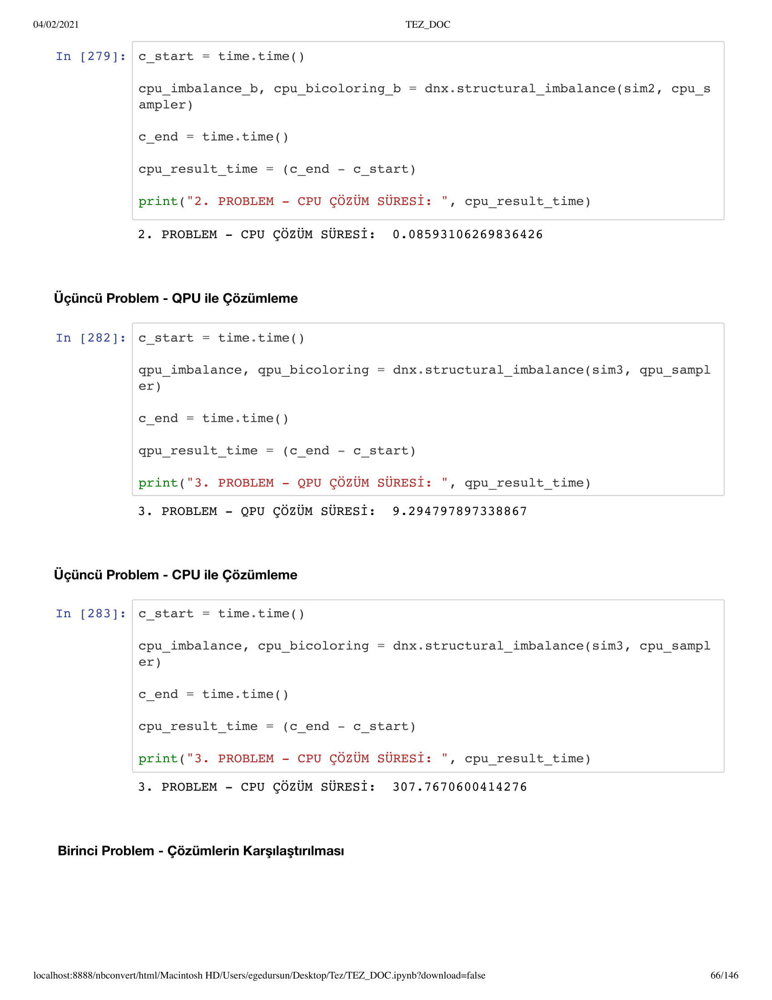 04/02/2021 TEZ_DOC
In [279]: c_start = time.time()
cpu_imbalance_b, cpu_bicoloring_b = dnx.structural_imbalance(sim2, cpu_s
ampler)
c_end = time.time()
cpu_result_time = (c_end - c_start)
print("2. PROBLEM - CPU ÇÖZÜM SÜRESİ: ", cpu_result_time)
2. PROBLEM - CPU ÇÖZÜM SÜRESİ:  0.08593106269836426
Üçüncü Problem - QPU ile Çözümleme
In [282]: c_start = time.time()
qpu_imbalance, qpu_bicoloring = dnx.structural_imbalance(sim3, qpu_sampl
er)
c_end = time.time()
qpu_result_time = (c_end - c_start)
print("3. PROBLEM - QPU ÇÖZÜM SÜRESİ: ", qpu_result_time)
3. PROBLEM - QPU ÇÖZÜM SÜRESİ:  9.294797897338867
Üçüncü Problem - CPU ile Çözümleme
In [283]: c_start = time.time()
cpu_imbalance, cpu_bicoloring = dnx.structural_imbalance(sim3, cpu_sampl
er)
c_end = time.time()
cpu_result_time = (c_end - c_start)
print("3. PROBLEM - CPU ÇÖZÜM SÜRESİ: ", cpu_result_time)
3. PROBLEM - CPU ÇÖZÜM SÜRESİ:  307.7670600414276
Birinci Problem - Çözümlerin Karşılaştırılması
localhost:8888/nbconvert/html/Macintosh HD/Users/egedursun/Desktop/Tez/TEZ_DOC.ipynb?download=false 66/146